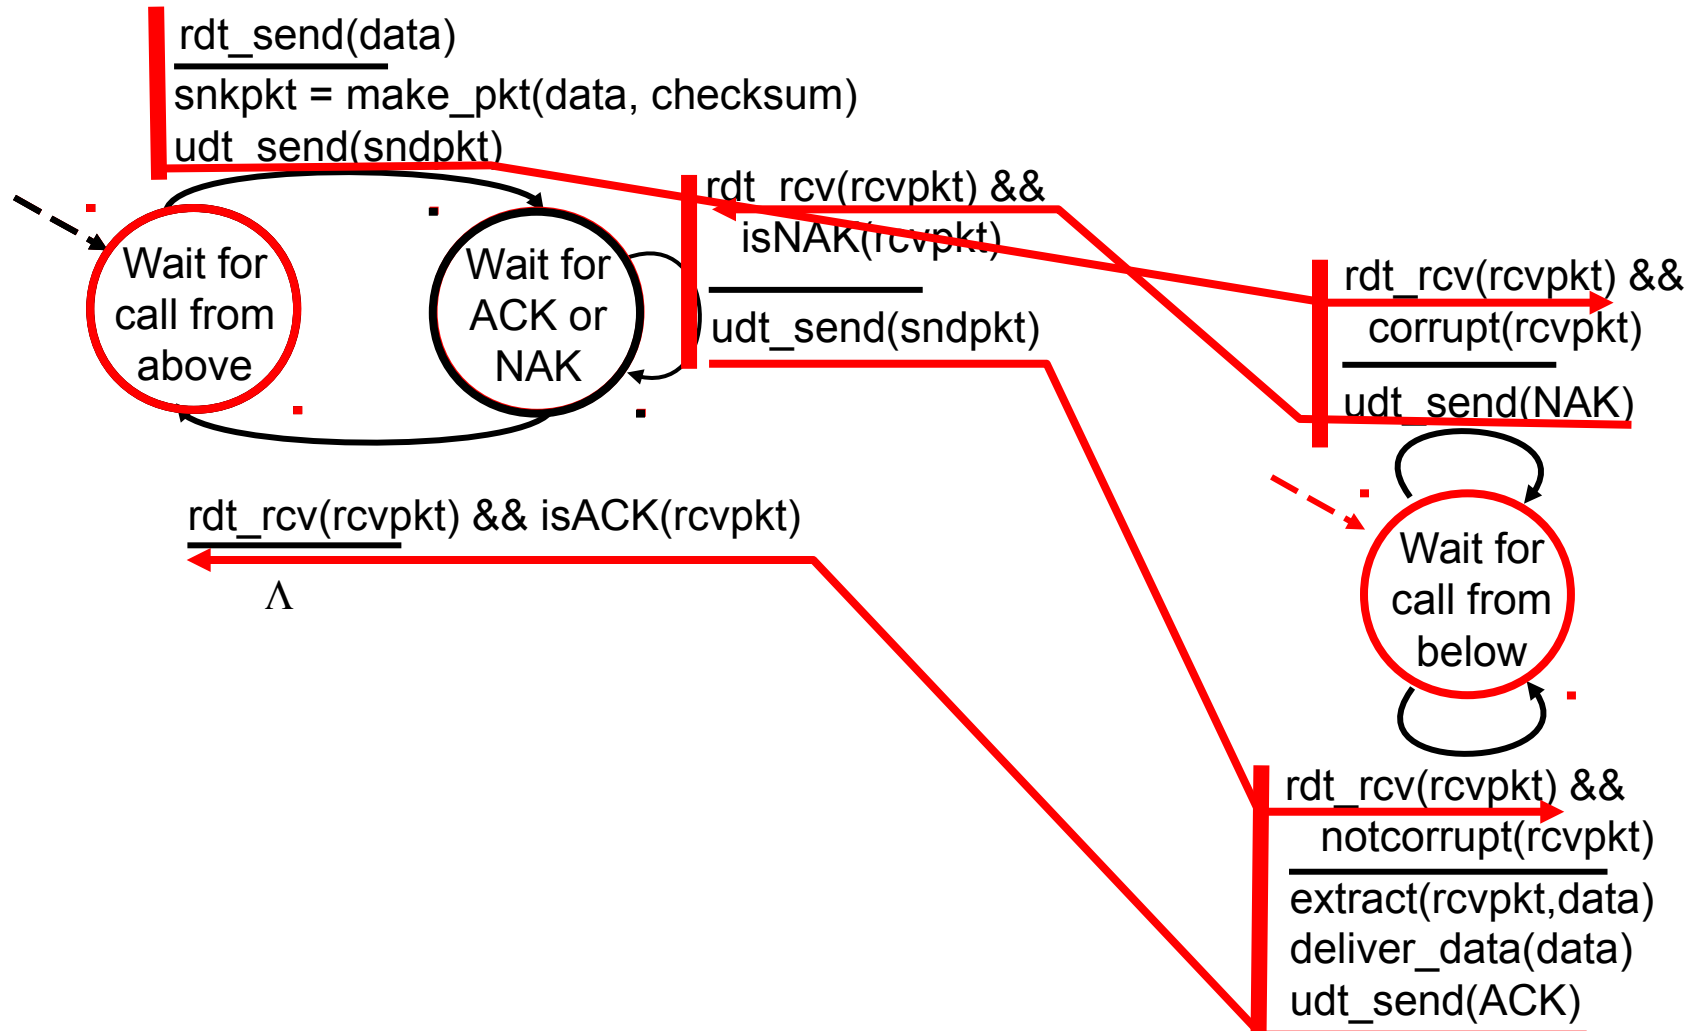 rdt_send(data)
snkpkt = make_pkt(data, checksum)
udt_send(sndpkt)
Wait for
call from
above
Wait for
ACK or
NAK
rdt_rcv(rcvpkt) &&
isNAK(rcvpkt)
udt_send(sndpkt)
rdt_rcv(rcvpkt) && isACK(rcvpkt)
Λ
rdt_rcv(rcvpkt) &&
corrupt(rcvpkt)
udt_send(NAK)
Wait for
call from
below
rdt_rcv(rcvpkt) &&
notcorrupt(rcvpkt)
extract(rcvpkt,data)
deliver_data(data)
udt_send(ACK)